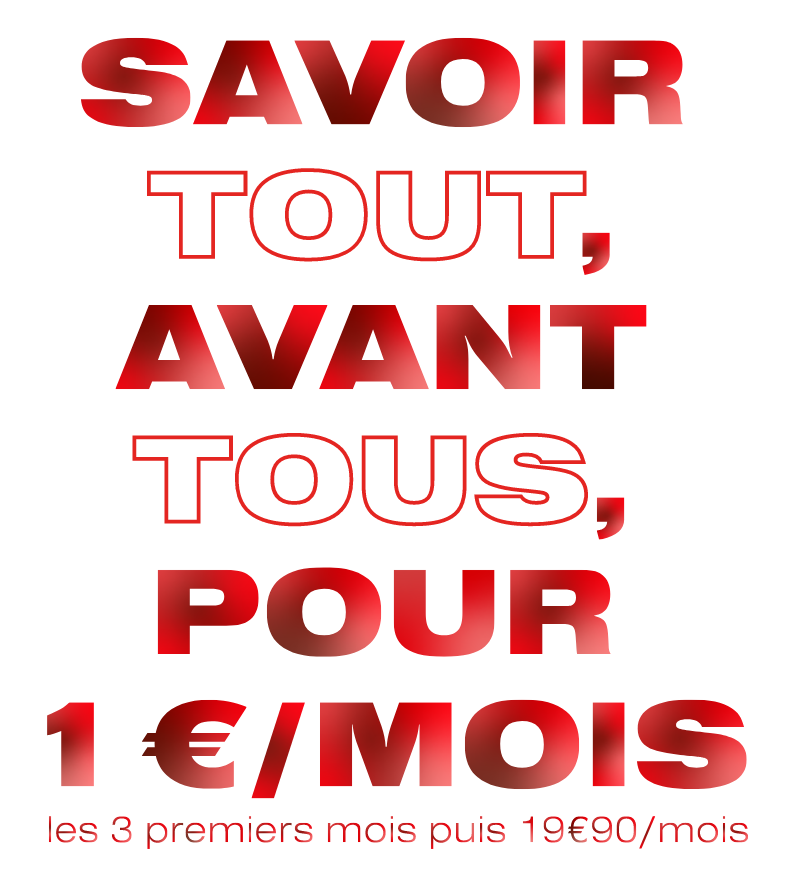 SAVOIR
TOUT,
AVANT
TOUS,
POUR
1 €/MOIS
les 3 premiers mois puis 19€90/mois